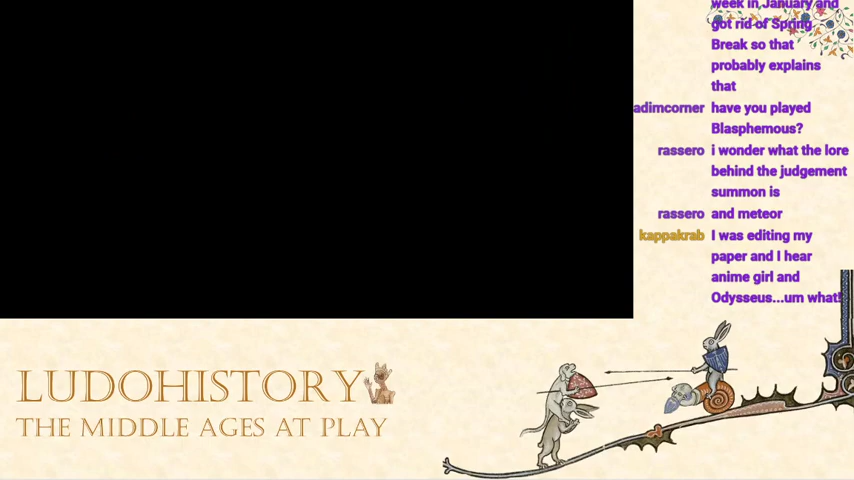 week in January and
got rid of Spring
Break so that
probably explains
that
adimcorner have you played
Blasphemous?
rassero i wonder what the lore
behind the judgement
summon is
rassero and meteor
kappakrab I was editing my
paper and I hear
anime girl and
Odysseus...um what!
LUDOHISTORY
THE MIDDLE AGES AT PLAY